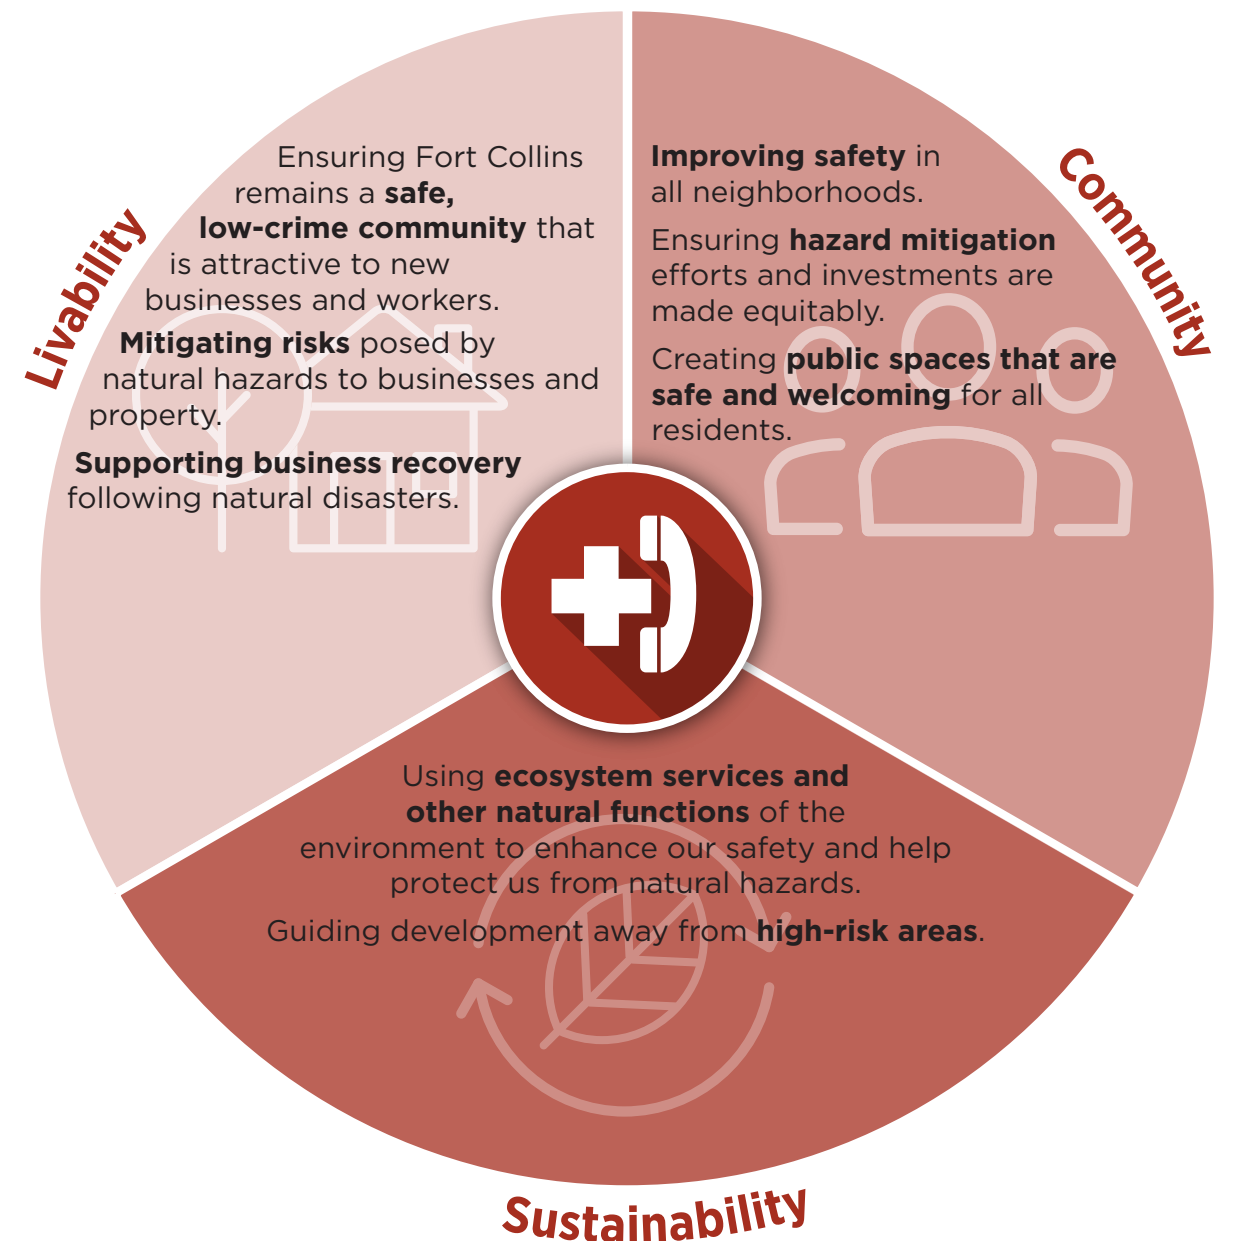 Livability
Ensuring Fort Collins
remains a safe,
low-crime community that
is attractive to new
businesses and workers.
Mitigating risks posed by
natural hazards to businesses and
property.
Supporting business recovery
following natural disasters.
Community
Improving safety in
all neighborhoods.
Ensuring hazard mitigation
efforts and investments are
made equitably.
Creating public spaces that are
safe and welcoming for all
residents.
Using ecosystem services and
other natural functions of the
environment to enhance our safety and help
protect us from natural hazards.
Guiding development away from high-risk areas.
Sustainability